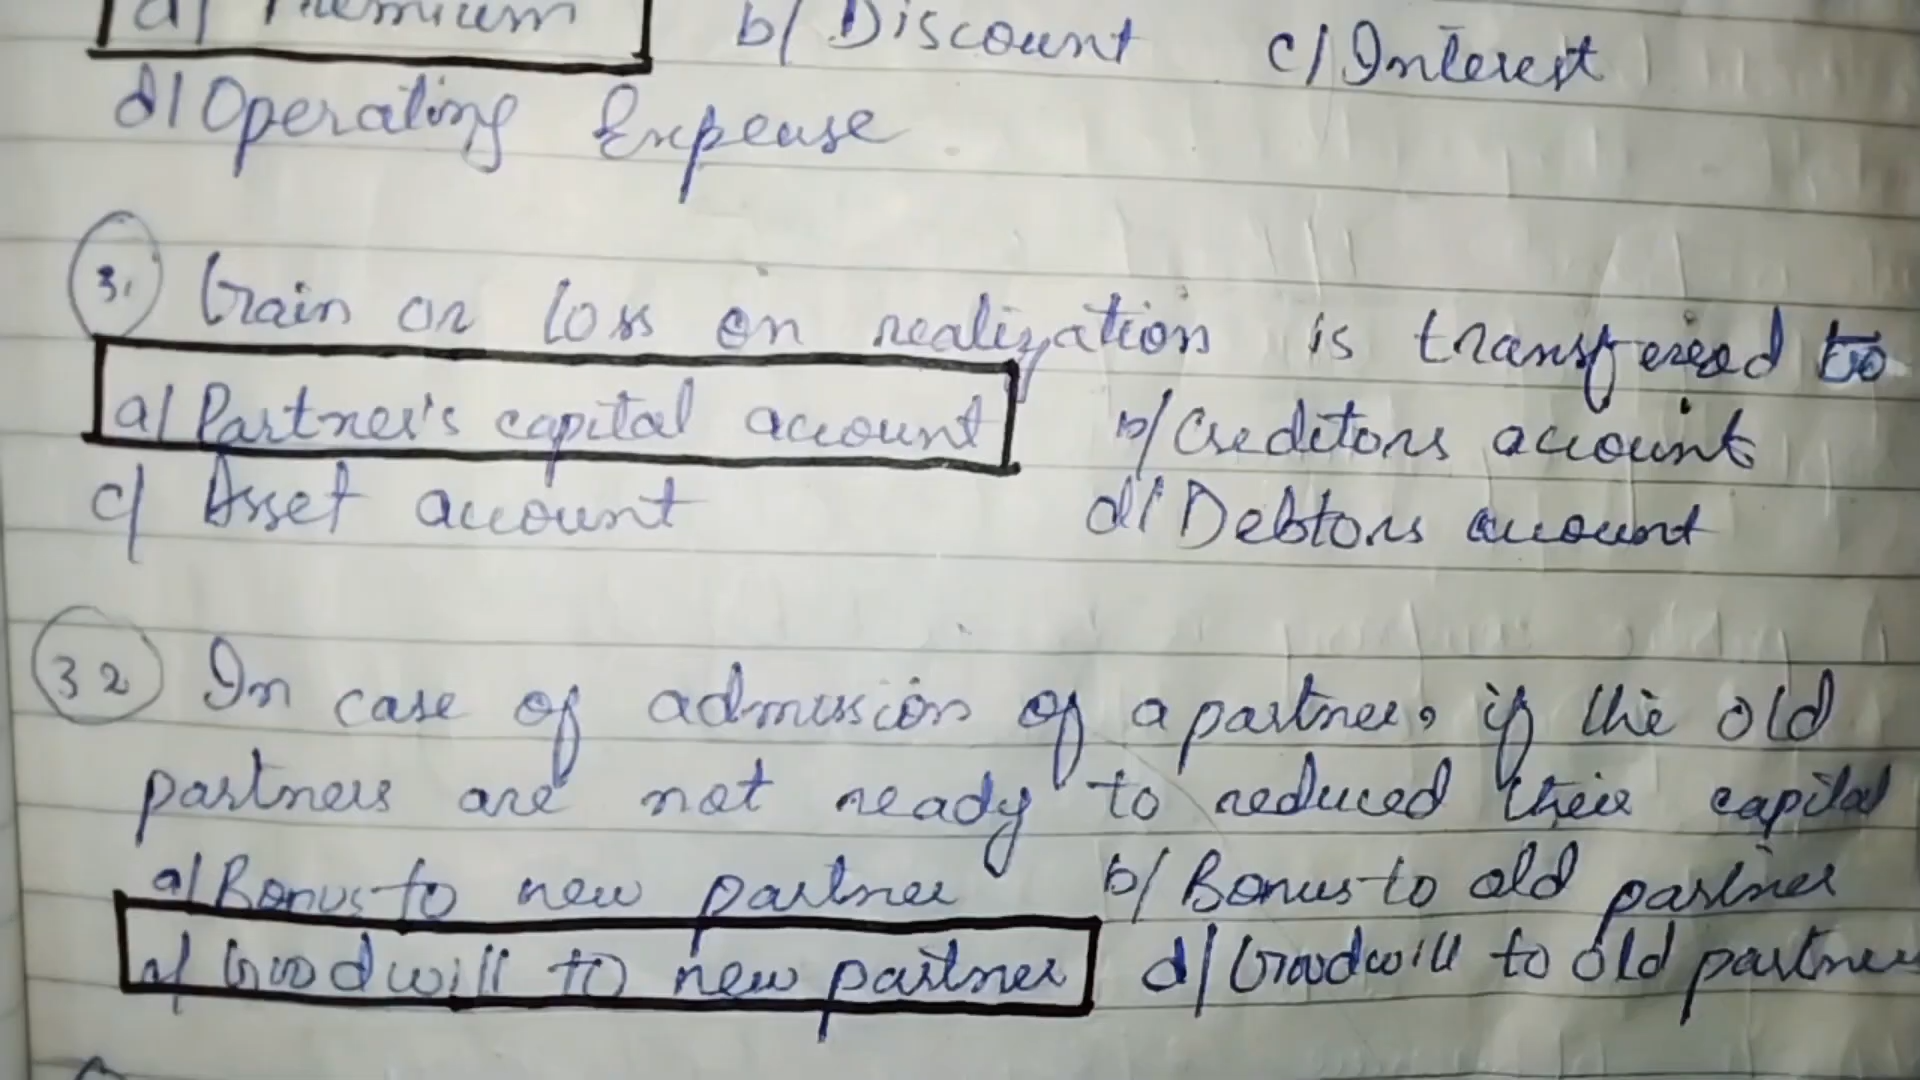 a) Premium b) Discount c) Interest
d) Operating Expense
3. Gain or loss on realization is transfered to
a) Partner's capital account b) Creditors account
c) Asset account d) Debtors account
32 In case of admission of a partner, if the old
partners are not ready to reduced their capital
a) Bonus to new partner b) Bonus to old partner
c) Goodwill to new partner d) Goodwill to old partner